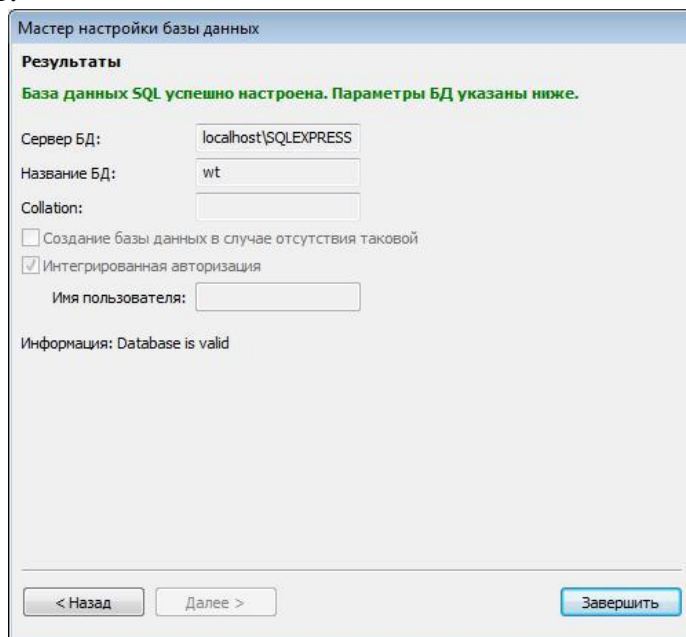 Мастер настройки базы данных
Результаты
База данных SQL успешно настроена. Параметры БД указаны ниже.
Сервер БД: localhost\SQLEXPRESS
Название БД: wt
Collation:
Создание базы данных в случае отсутствия таковой
Интегрированная авторизация
Имя пользователя:
Информация: Database is valid
< Назад Далее > Завершить